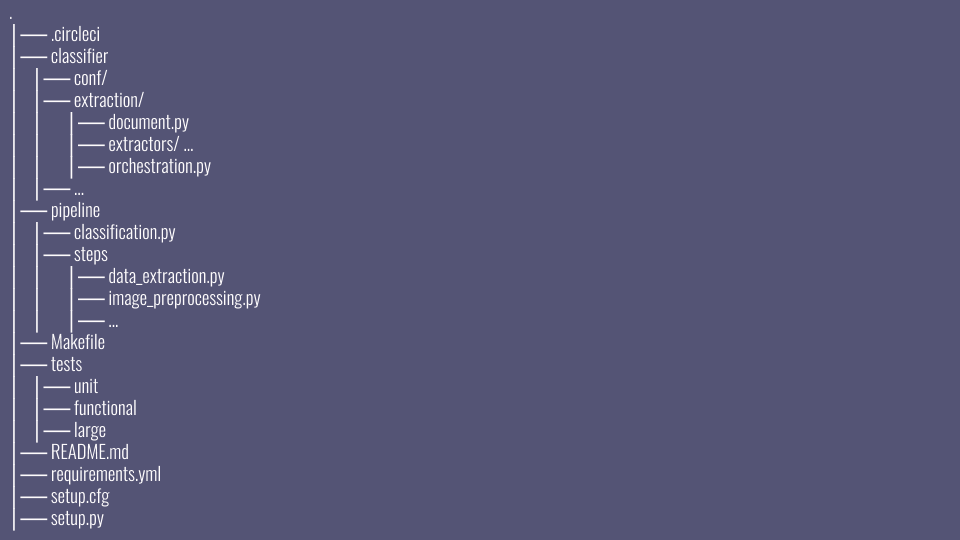 .
.circleci
classifier
conf/
extraction/
document.py
extractors/ ...
orchestration.py
...
pipeline
classification.py
steps
data_extraction.py
image_preprocessing.py
...
Makefile
tests
unit
functional
large
README.md
requirements.yml
setup.cfg
setup.py